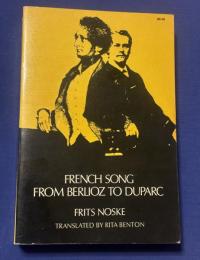 FRENCH SONG
FROM BERLIOZ TO DUPARC
FRITS NOSKE
TRANSLATED BY RITA BENTON